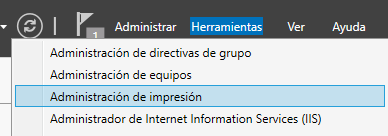 1 Administrar Herramientas Ver Ayuda
Administración de directivas de grupo
Administración de equipos
Administración de impresión
Administrador de Internet Information Services (IIS)